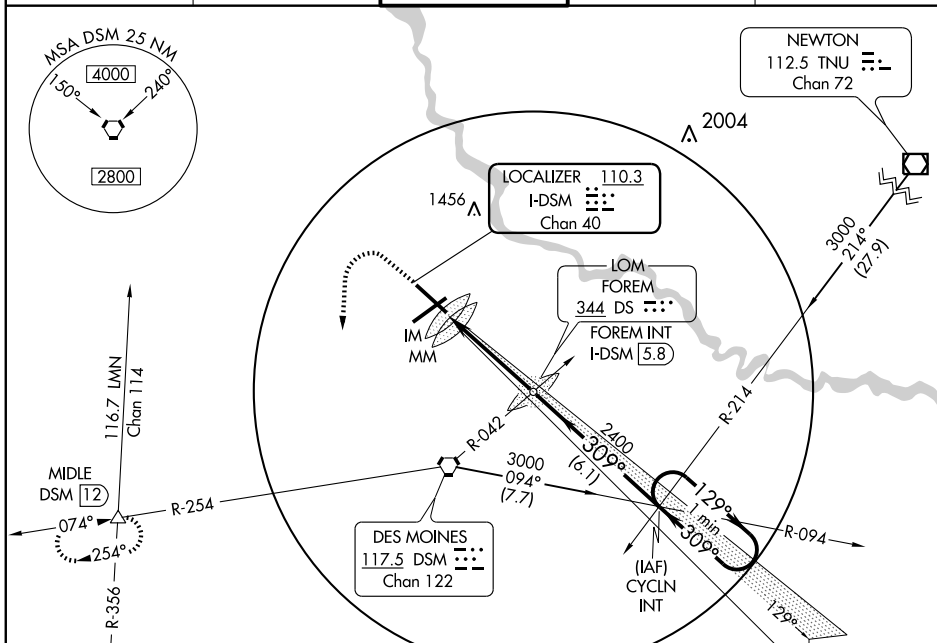 MSA DSM 25 NM
4000
150°
240°
2800
NEWTON
112.5 TNU
Chan 72
2004
LOCALIZER 110.3
I-DSM
Chan 40
1456
3000
214°
(27.9)
LOM
FOREM
344 DS
FOREM INT
I-DSM 5.8
IM
MM
116.7 LMN
Chan 114
R-214
R-042
2400
309°
(6.1)
3000
094°
(7.7)
MIDLE
DSM 12
R-254
074°
254°
R-356
129°
1 min
309°
R-094
DES MOINES
117.5 DSM
Chan 122
(IAF)
CYCLN
INT
129°